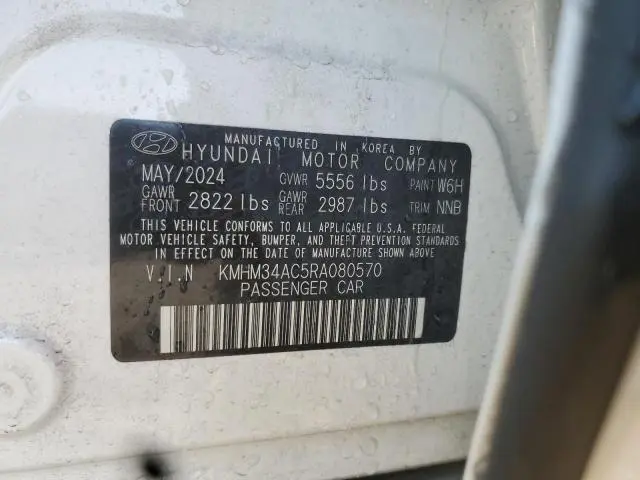 MANUFACTURED IN KOREA BY
HYUNDAI MOTOR COMPANY
MAY/2024 GVWR 5556 lbs PAINT W6H
GAWR FRONT 2822 lbs GAWR REAR 2987 lbs TRIM NNB
THIS VEHICLE CONFORMS TO ALL APPLICABLE U.S.A. FEDERAL
MOTOR VEHICLE SAFETY, BUMPER, AND THEFT PREVENTION
STANDARDS IN EFFECT ON THE DATE OF MANUFACTURE SHOWN ABOVE
V.I.N KMHM34AC5RA080570
PASSENGER CAR